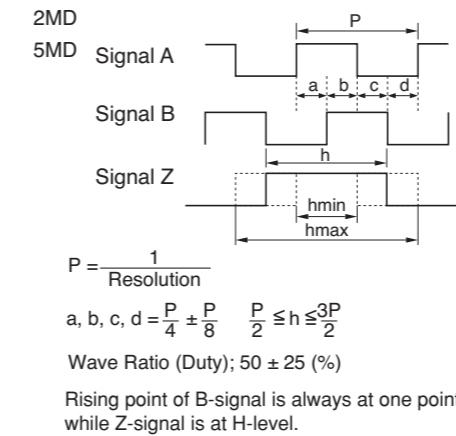 2MD
5MD
Signal A
P
a b c d
Signal B
h
Signal Z
hmin
hmax
P = 1 / Resolution
a, b, c, d = P/4 ± P/8   P/2 ≦ h ≦ 3P/2
Wave Ratio (Duty); 50 ± 25 (%)
Rising point of B-signal is always at one point
while Z-signal is at H-level.